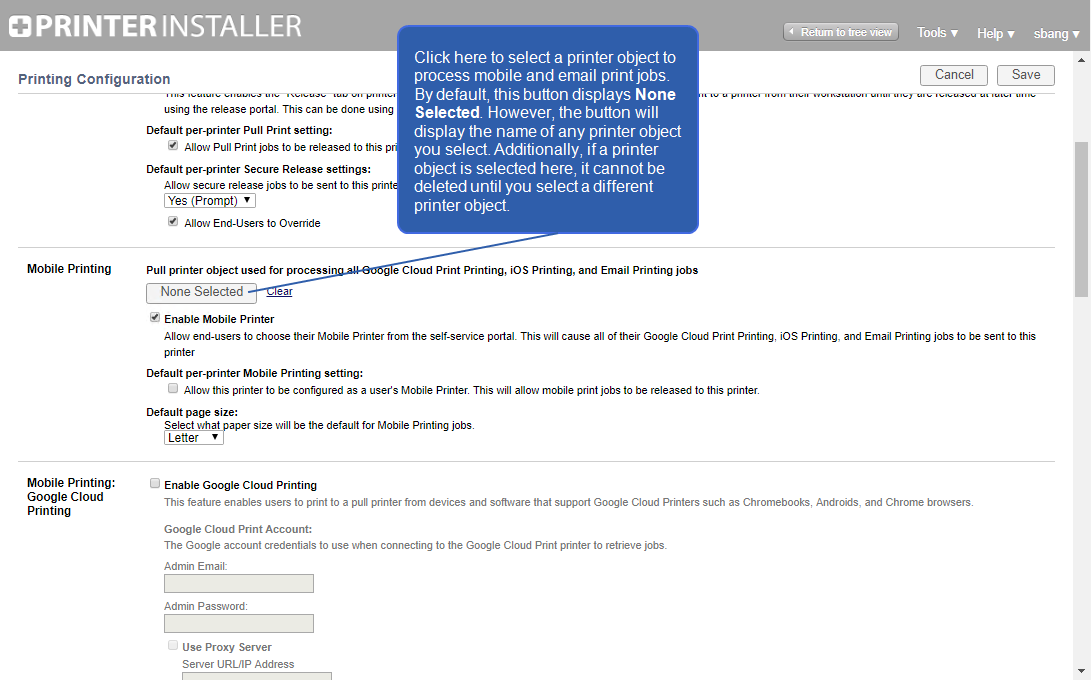 PRINTER INSTALLER
Return to tree view Tools ▾ Help ▾ sbang ▾
Click here to select a printer object to
process mobile and email print jobs.
By default, this button displays None
Selected. However, the button will
display the name of any printer object
you select. Additionally, if a printer
object is selected here, it cannot be
deleted until you select a different
printer object.
Printing Configuration
Cancel Save
This feature enables the "Release" tab on to a printer from their workstation until they are released at later time
using the release portal. This can be done using
Default per-printer Pull Print setting:
Allow Pull Print jobs to be released to this
Default per-printer Secure Release settings:
Allow secure release jobs to be sent to this
Yes (Prompt) ▼
Allow End-Users to Override
Mobile Printing
Pull printer object used for processing all Google Cloud Print Printing, iOS Printing, and Email Printing jobs
None Selected Clear
Enable Mobile Printer
Allow end-users to choose their Mobile Printer from the self-service portal. This will cause all of their Google Cloud Print Printing, iOS Printing, and Email Printing jobs to be sent to this
printer
Default per-printer Mobile Printing setting:
Allow this printer to be configured as a user's Mobile Printer. This will allow mobile print jobs to be released to this printer.
Default page size:
Select what paper size will be the default for Mobile Printing jobs.
Letter ▼
Mobile Printing:
Google Cloud
Printing
Enable Google Cloud Printing
This feature enables users to print to a pull printer from devices and software that support Google Cloud Printers such as Chromebooks, Androids, and Chrome browsers.
Google Cloud Print Account:
The Google account credentials to use when connecting to the Google Cloud Print printer to retrieve jobs.
Admin Email:
Admin Password:
Use Proxy Server
Server URL/IP Address